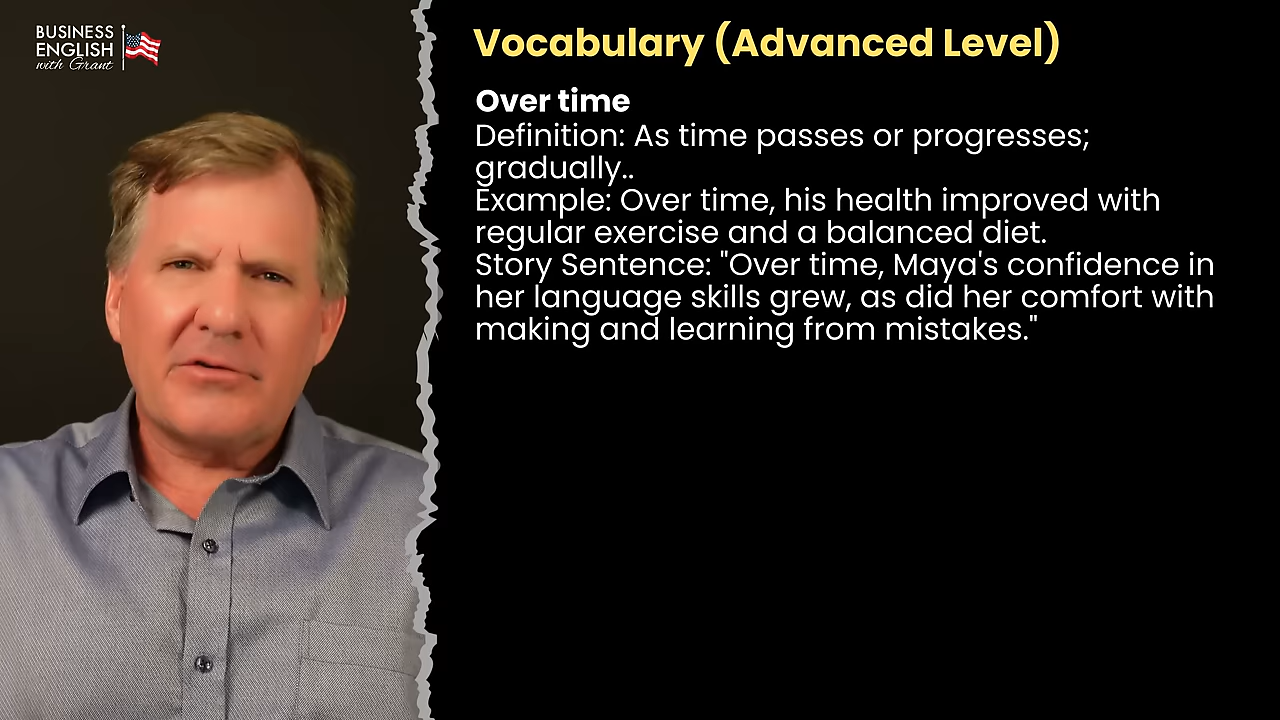 BUSINESS
ENGLISH
with Grant
Vocabulary (Advanced Level)
Over time
Definition: As time passes or progresses;
gradually..
Example: Over time, his health improved with
regular exercise and a balanced diet.
Story Sentence: "Over time, Maya's confidence in
her language skills grew, as did her comfort with
making and learning from mistakes."